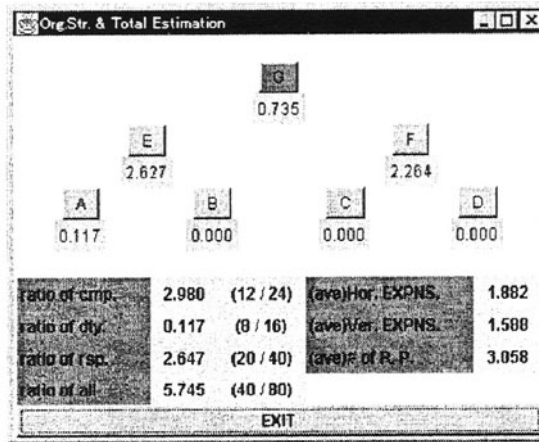 Org.Str. & Total Estimation
G
0.735
E
F
2.627
2.264
A
B
C
D
0.117
0.000
0.000
0.000
ratio of cmp. 2.980 (12 / 24) (ave)Hor. EXPNS. 1.882
ratio of dty. 0.117 (8 / 16) (ave)Ver. EXPNS. 1.588
ratio of rsp. 2.647 (20 / 40) (ave)# of R. P. 3.058
ratio of all 5.745 (40 / 80)
EXIT